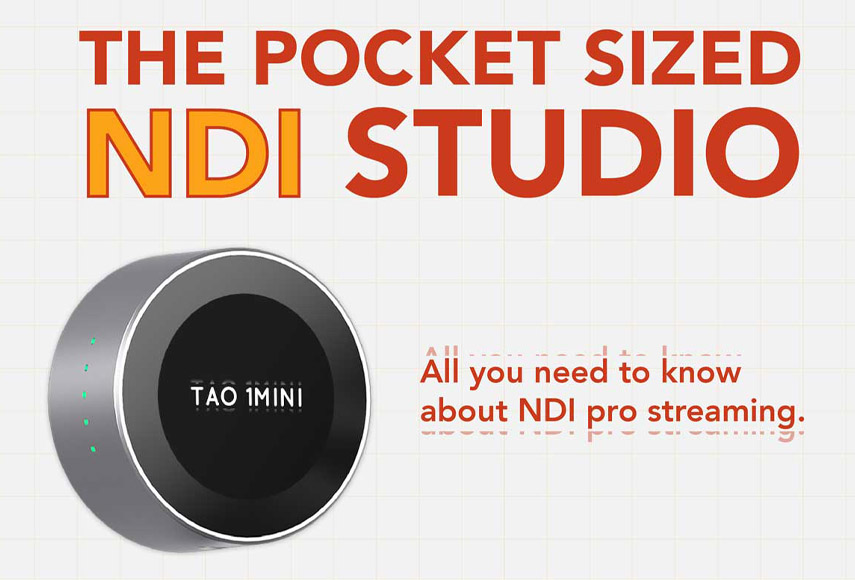 THE POCKET SIZED
NDI STUDIO
TAO 1MINI
All you need to know
about NDI pro streaming.